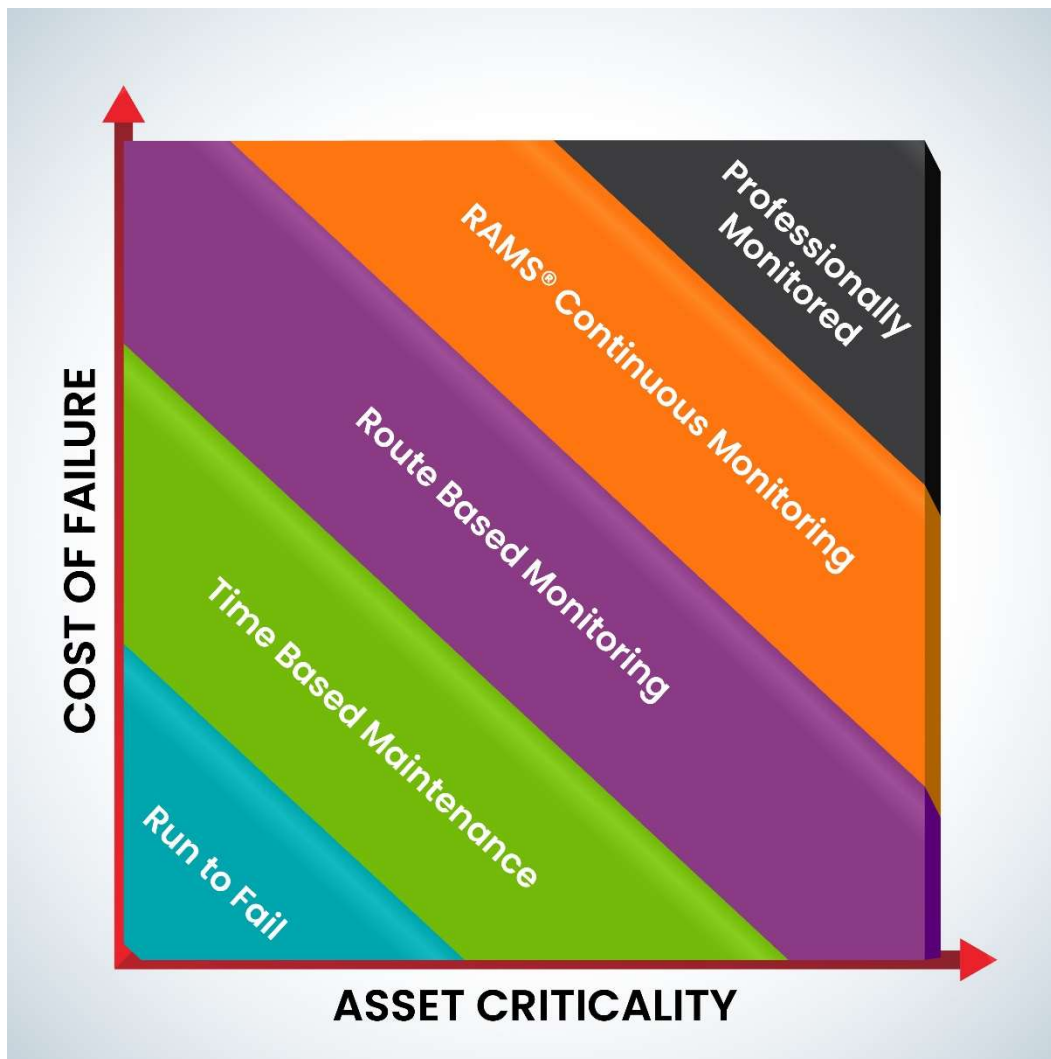 Professionally
Monitored
RAMS® Continuous Monitoring
Route Based Monitoring
Time Based Maintenance
Run to Fail
COST OF FAILURE
ASSET CRITICALITY